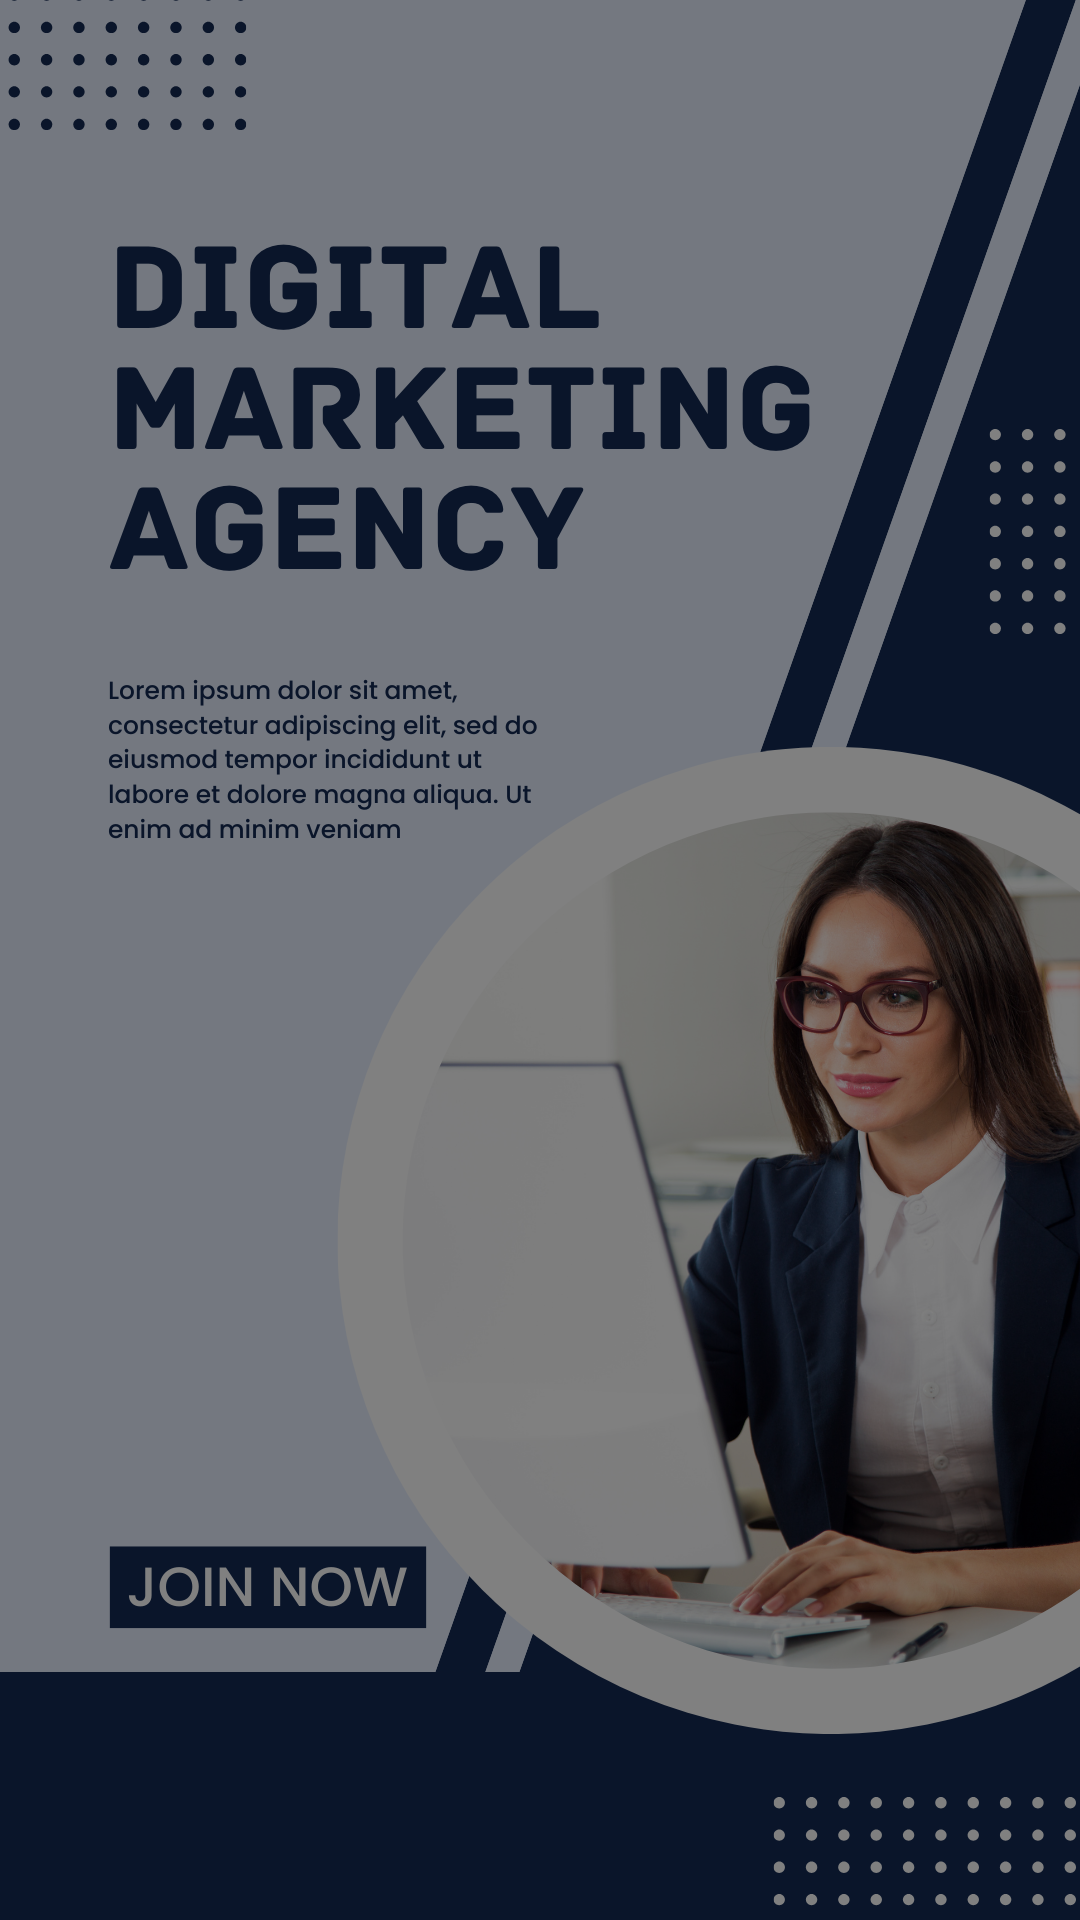 DIGITAL
MARKETING
AGENCY
Lorem ipsum dolor sit amet,
consectetur adipiscing elit, sed do
eiusmod tempor incididunt ut
labore et dolore magna aliqua. Ut
enim ad minim veniam
JOIN NOW